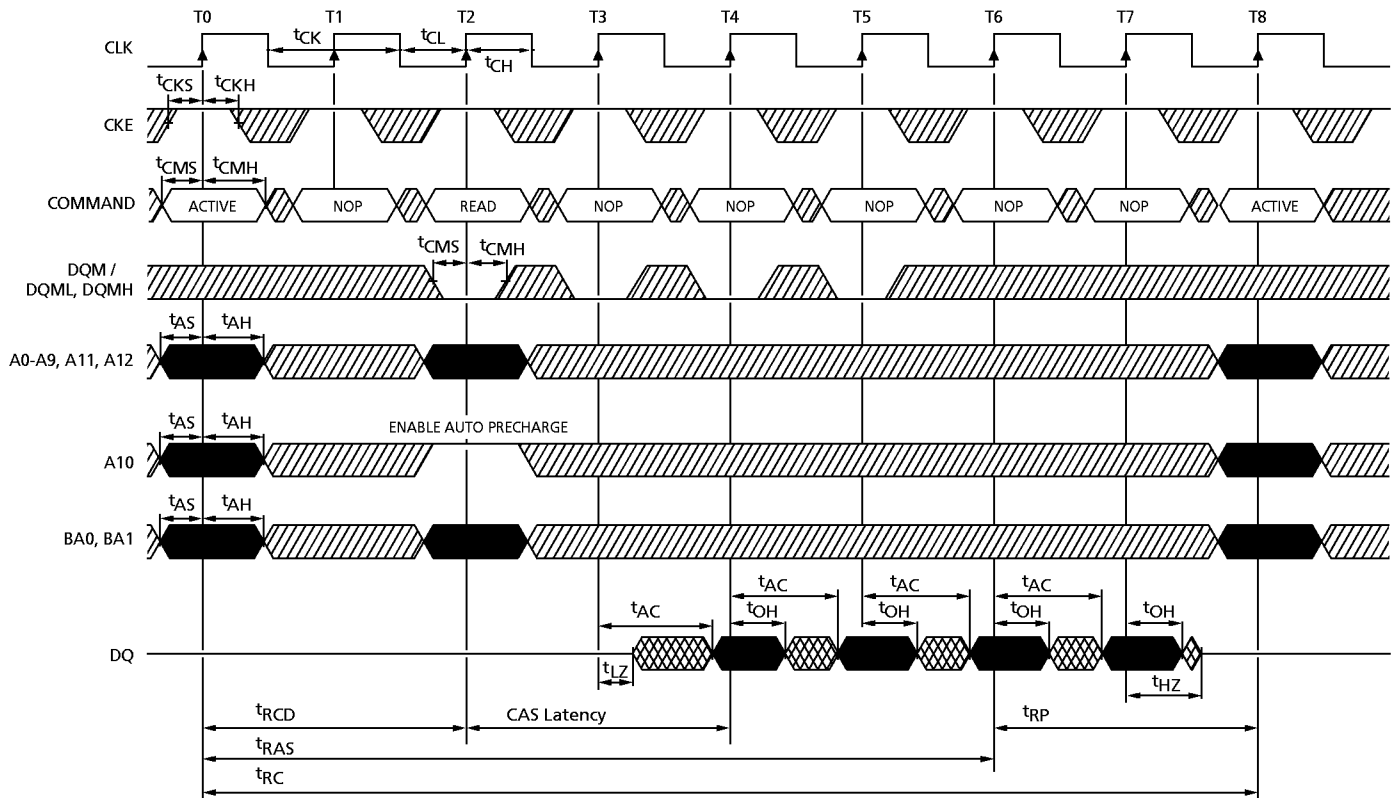 T0 T1 T2 T3 T4 T5 T6 T7 T8
CLK tCK tCL tCH
tCKS tCKH
CKE
tCMS tCMH
COMMAND ACTIVE NOP READ NOP NOP NOP NOP NOP ACTIVE
tCMS tCMH
DQM /
DQML, DQMH
tAS tAH
A0-A9, A11, A12
tAS tAH ENABLE AUTO PRECHARGE
A10
tAS tAH
BA0, BA1
tAC tAC tAC
tAC tOH tOH tOH tOH
DQ
tLZ tHZ
tRCD CAS Latency tRP
tRAS
tRC